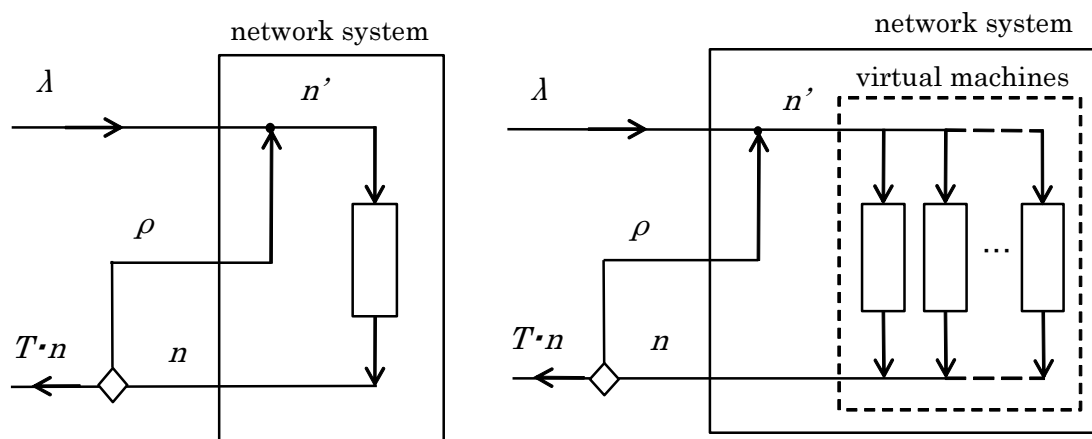 network system
λ
n’
ρ
T·n
n
network system
virtual machines
λ
n’
ρ
...
T·n
n